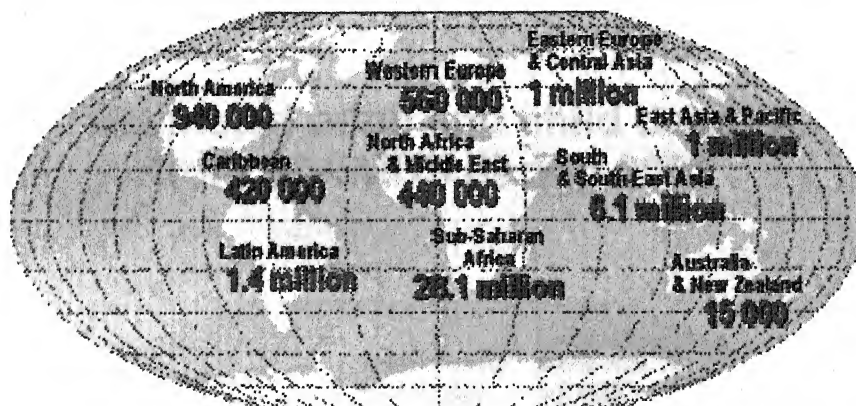 Eastern Europe
& Central Asia
1 million
Western Europe
560 000
North America
940 000
East Asia & Pacific
1 million
North Africa
& Middle East
440 000
Caribbean
420 000
South
& South East Asia
6.1 million
Sub-Saharan
Africa
28.1 million
Latin America
1.4 million
Australia
& New Zealand
15 000